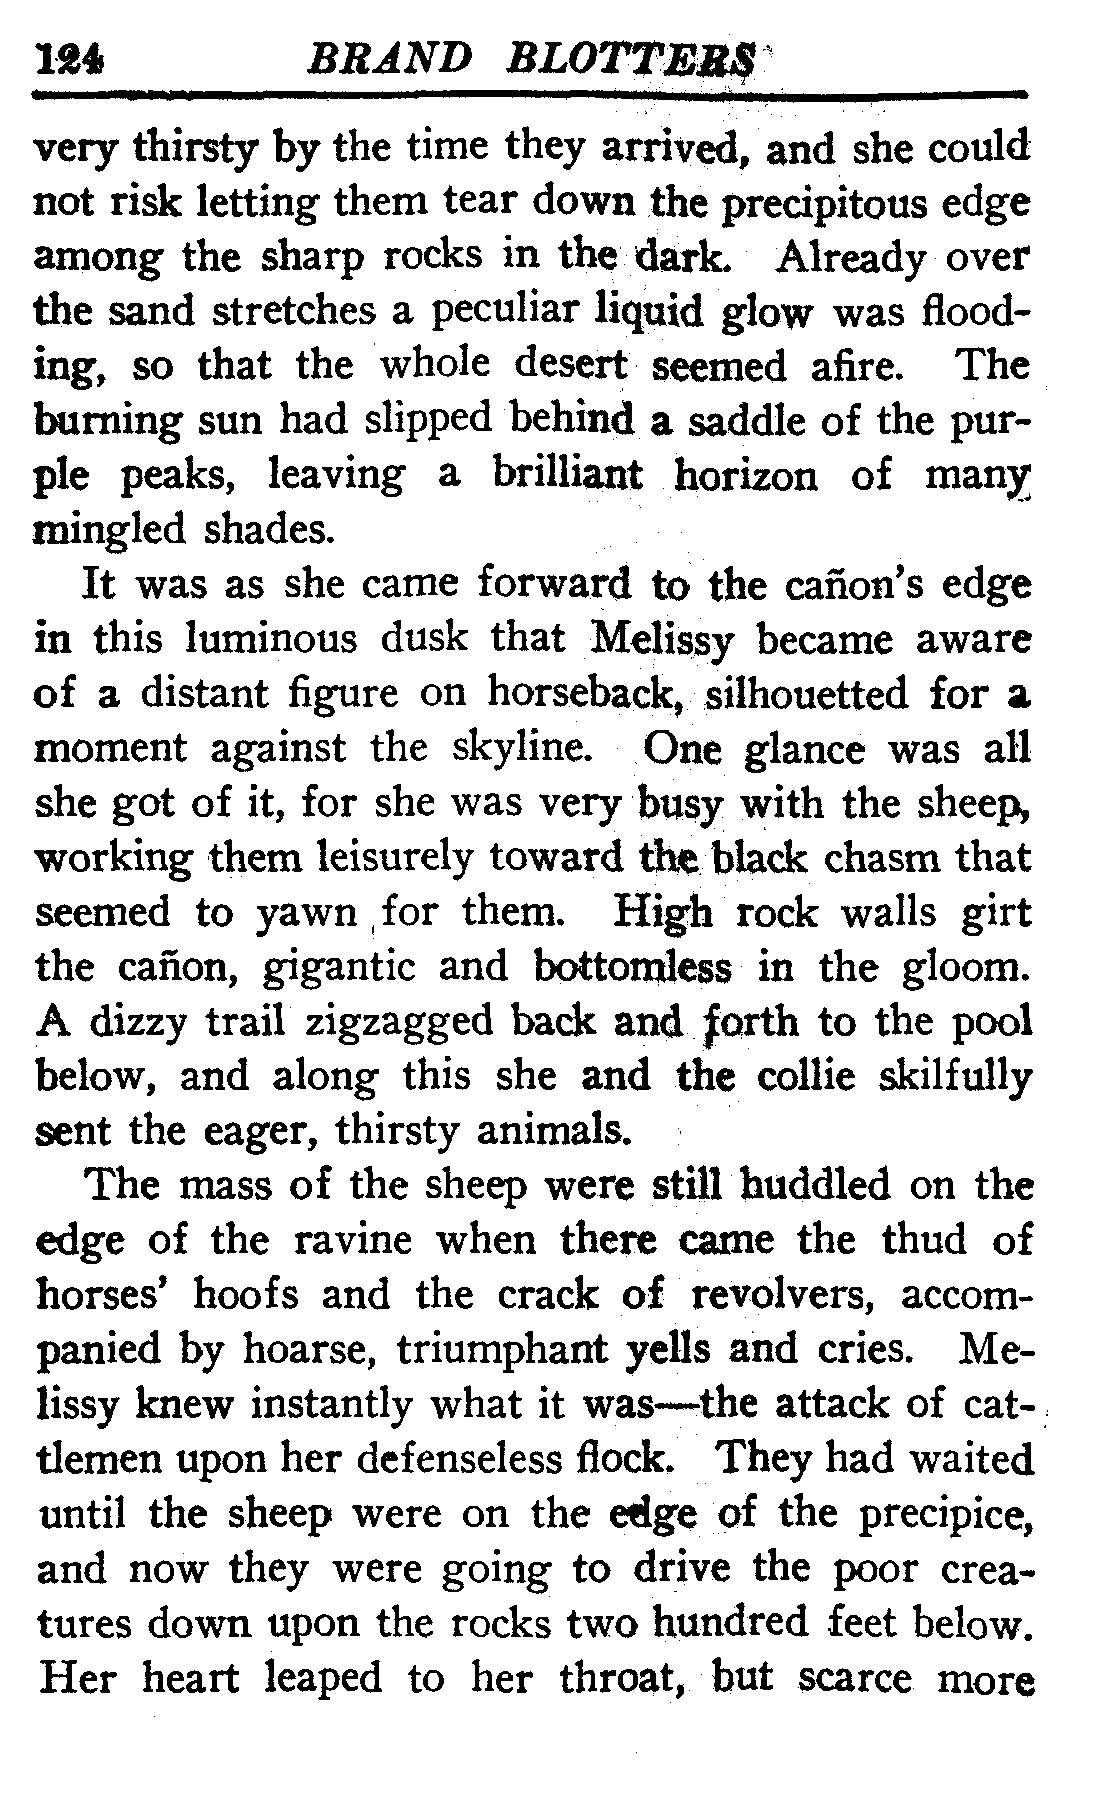 124 BRAND BLOTTERS
very thirsty by the time they arrived, and she could
not risk letting them tear down the precipitous edge
among the sharp rocks in the dark. Already over
the sand stretches a peculiar liquid glow was flood-
ing, so that the whole desert seemed afire. The
burning sun had slipped behind a saddle of the pur-
ple peaks, leaving a brilliant horizon of many
mingled shades.
It was as she came forward to the cañon's edge
in this luminous dusk that Melissy became aware
of a distant figure on horseback, silhouetted for a
moment against the skyline. One glance was all
she got of it, for she was very busy with the sheep,
working them leisurely toward the black chasm that
seemed to yawn for them. High rock walls girt
the cañon, gigantic and bottomless in the gloom.
A dizzy trail zigzagged back and forth to the pool
below, and along this she and the collie skilfully
sent the eager, thirsty animals.
The mass of the sheep were still huddled on the
edge of the ravine when there came the thud of
horses' hoofs and the crack of revolvers, accom-
panied by hoarse, triumphant yells and cries. Me-
lissy knew instantly what it was—the attack of cat-
tlemen upon her defenseless flock. They had waited
until the sheep were on the edge of the precipice,
and now they were going to drive the poor crea-
tures down upon the rocks two hundred feet below.
Her heart leaped to her throat, but scarce more